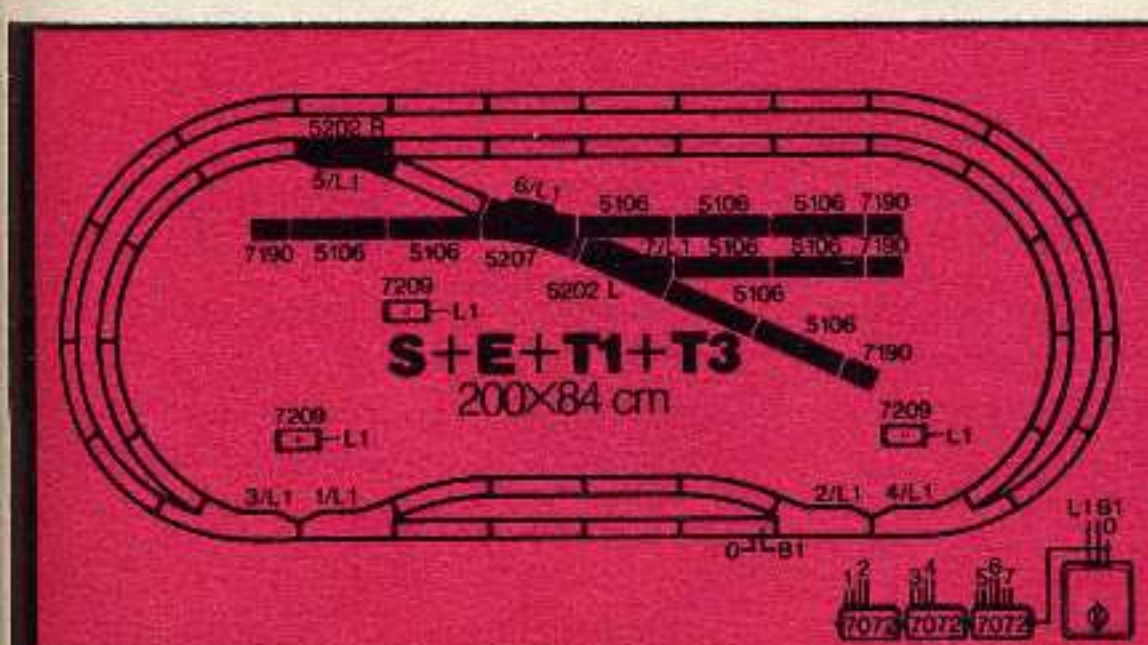 5202 R
5/L1
6/L1
5106 5106 5106 7190
7190 5106 5106 5207
7/L1 5106 5106 7190
5202 L 5106
5106
7190
7209
L1
S+E+T1+T3
200X84 cm
7209
L1
7209
L1
3/L1 1/L1
2/L1 4/L1
0 B1
L1 B1
0
1 2 3 4 5 6 7
7072 7072 7072